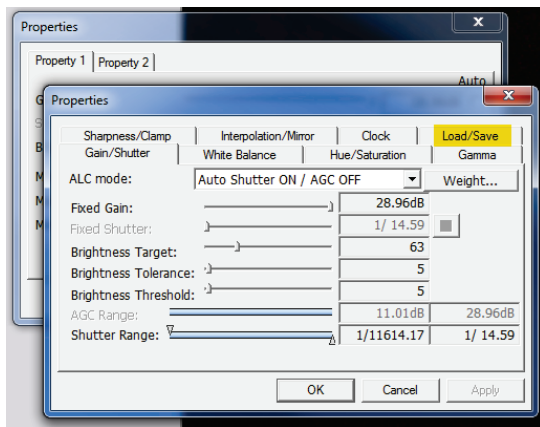 Properties
x
Property 1 Property 2
Auto
Properties
x
Sharpness/Clamp Interpolation/Mirror Clock Load/Save
Gain/Shutter White Balance Hue/Saturation Gamma
ALC mode: Auto Shutter ON / AGC OFF Weight...
Fixed Gain: 28.96dB
Fixed Shutter: 1/ 14.59
Brightness Target: 63
Brightness Tolerance: 5
Brightness Threshold: 5
AGC Range: 11.01dB 28.96dB
Shutter Range: 1/11614.17 1/ 14.59
OK Cancel Apply